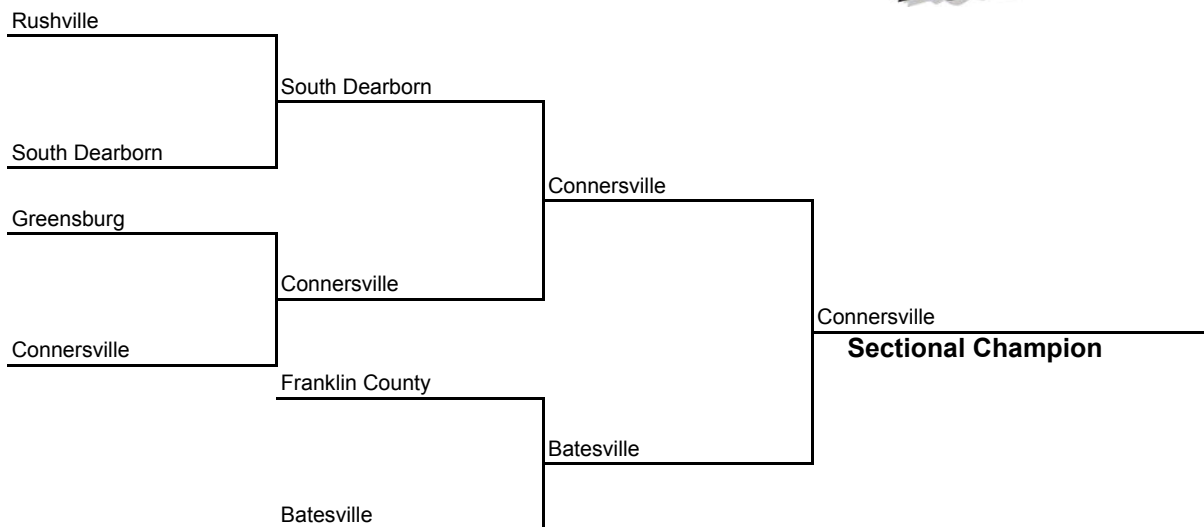 Rushville
South Dearborn
South Dearborn
Connersville
Greensburg
Connersville
Connersville
Connersville
Sectional Champion
Franklin County
Batesville
Batesville